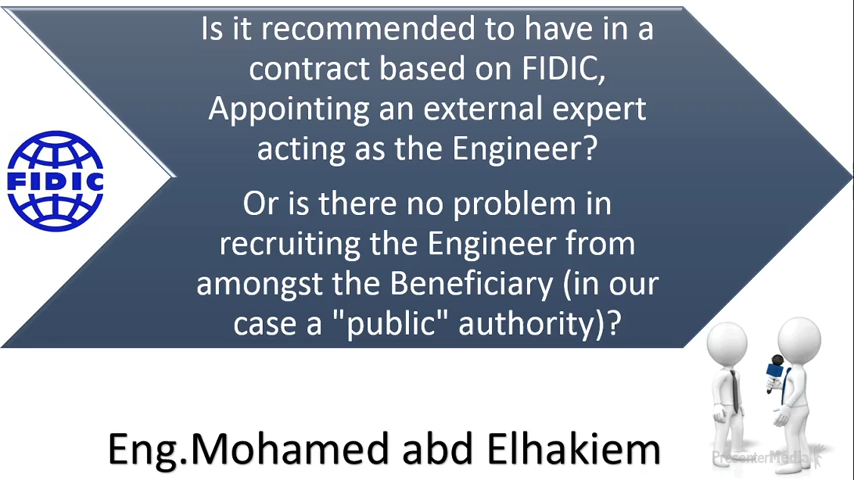 Is it recommended to have in a
contract based on FIDIC,
Appointing an external expert
acting as the Engineer?
Or is there no problem in
recruiting the Engineer from
amongst the Beneficiary (in our
case a "public" authority)?
FIDIC
Eng.Mohamed abd Elhakiem
PresenterMedia